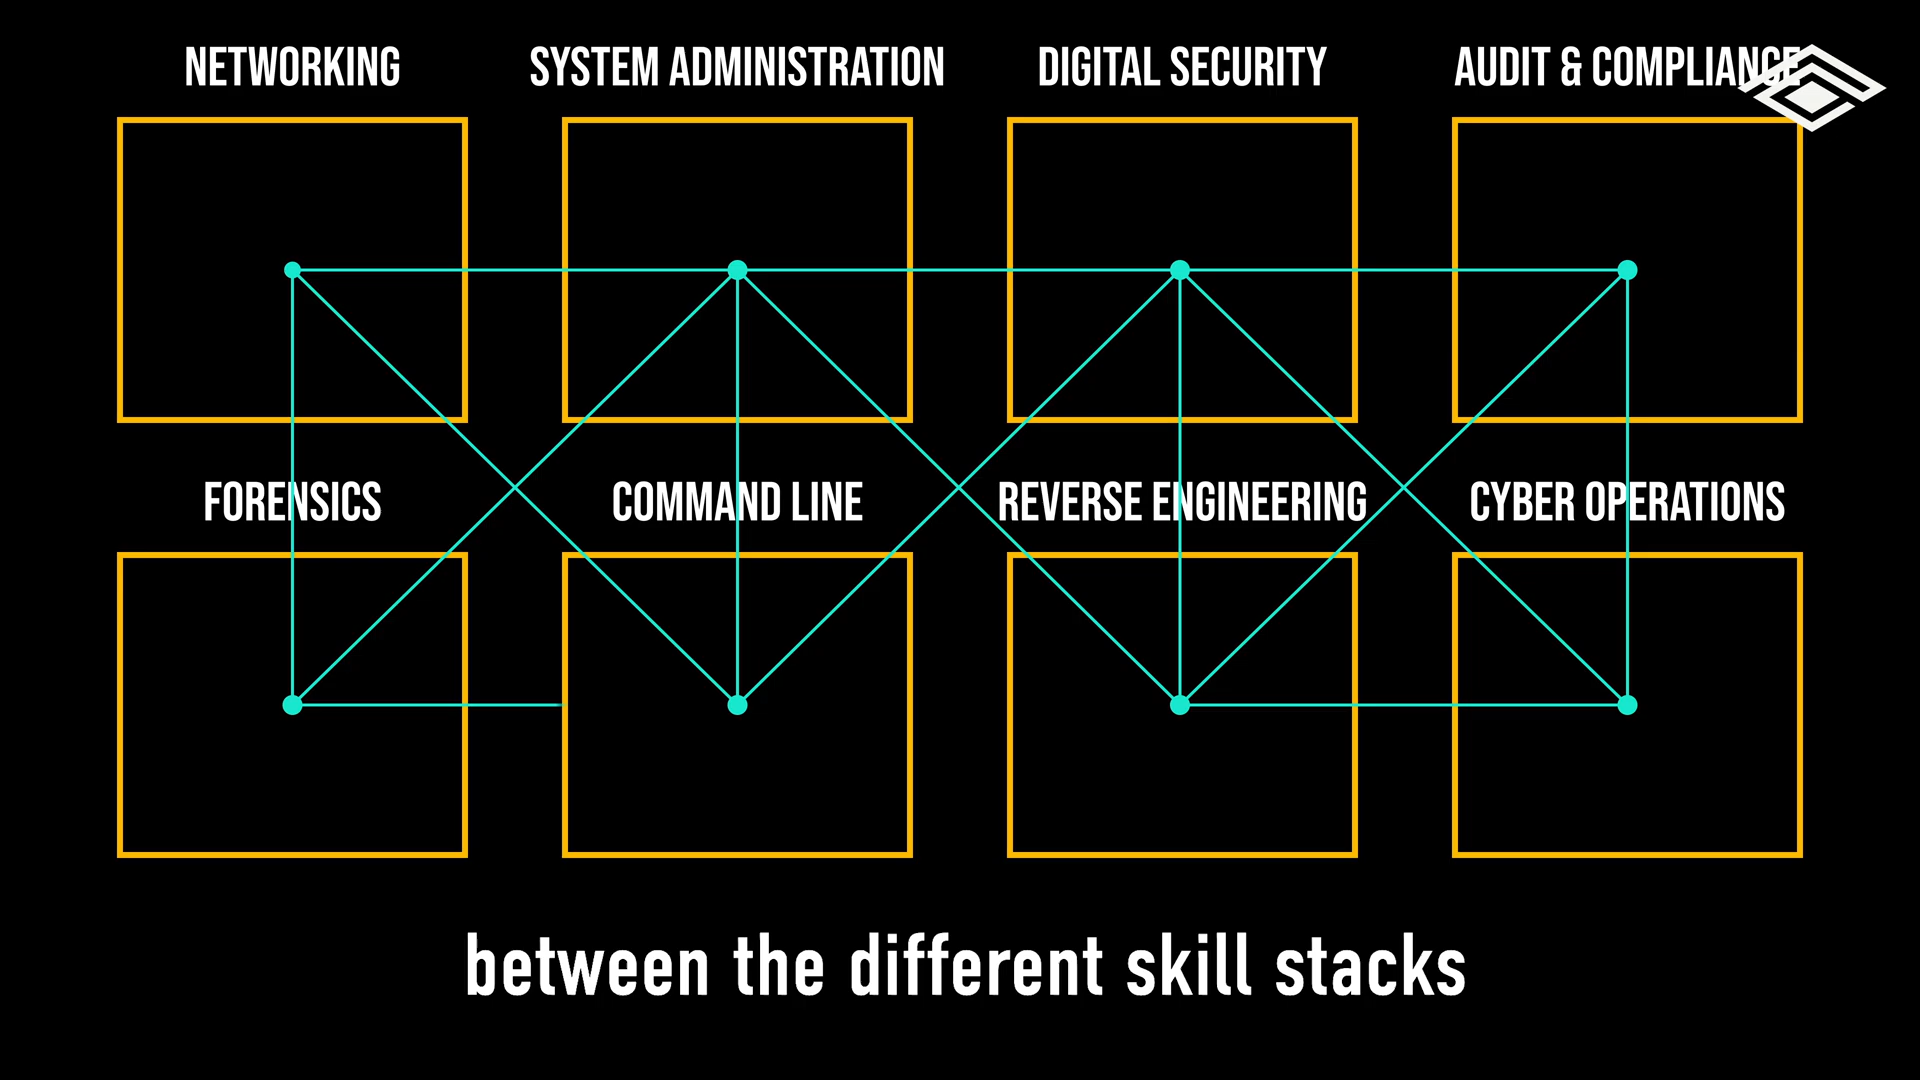 NETWORKING
SYSTEM ADMINISTRATION
DIGITAL SECURITY
AUDIT & COMPLIANCE
FORENSICS
COMMAND LINE
REVERSE ENGINEERING
CYBER OPERATIONS
between the different skill stacks